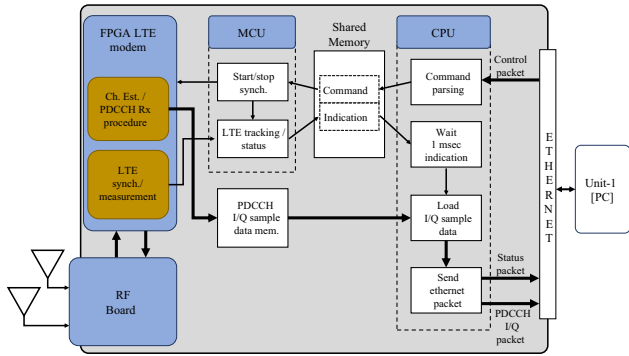 FPGA LTE
modem
Ch. Est. /
PDCCH Rx
procedure
LTE
synch./
measurement
RF
Board
MCU
Start/stop
synch.
LTE tracking /
status
PDCCH
I/Q sample
data mem.
Shared
Memory
Command
Indication
CPU
Command
parsing
Wait
1 msec
indication
Load
I/Q sample
data
Send
ethernet
packet
Control
packet
Status
packet
PDCCH
I/Q
packet
ETHERNET
Unit-1
[PC]